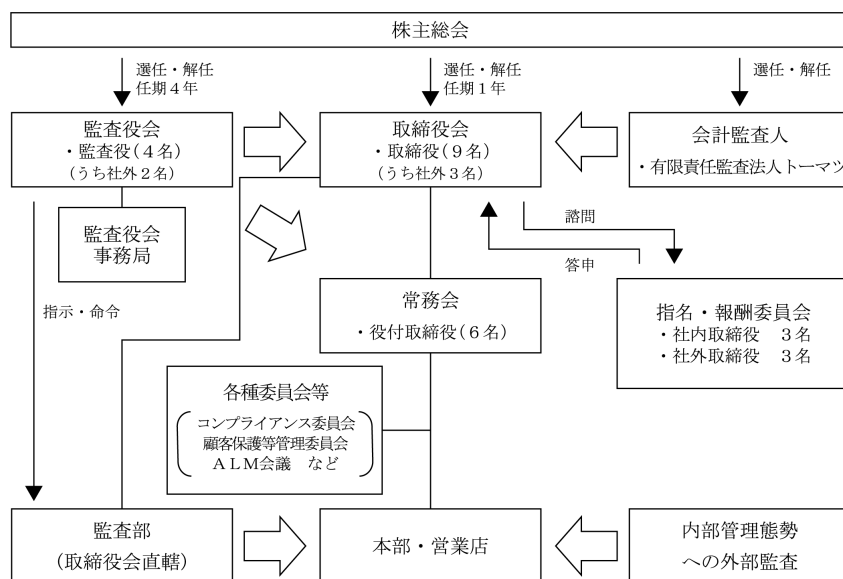 株主総会
選任・解任
任期4年
選任・解任
任期1年
選任・解任
監査役会
・監査役(4名)
(うち社外2名)
取締役会
・取締役(9名)
(うち社外3名)
会計監査人
・有限責任監査法人トーマツ
監査役会
事務局
諮問
答申
指示・命令
常務会
・役付取締役(6名)
指名・報酬委員会
・社内取締役 3名
・社外取締役 3名
各種委員会等
コンプライアンス委員会
顧客保護等管理委員会
ALM会議 など
監査部
(取締役会直轄)
本部・営業店
内部管理態勢
への外部監査